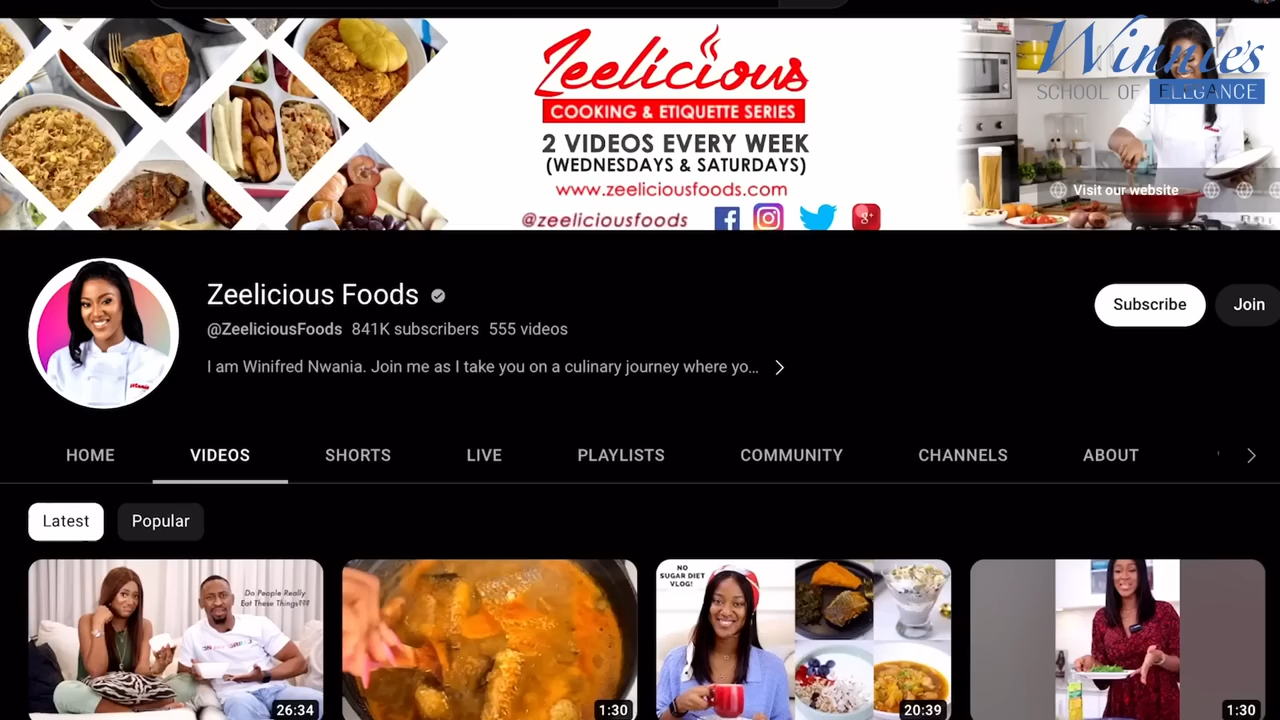 Zeelicious
COOKING & ETIQUETTE SERIES
2 VIDEOS EVERY WEEK
(WEDNESDAYS & SATURDAYS)
www.zeeliciousfoods.com
@zeeliciousfoods
Winnie's
SCHOOL OF ELEGANCE
Visit our website
Zeelicious Foods
@ZeeliciousFoods 841K subscribers 555 videos
I am Winifred Nwania. Join me as I take you on a culinary journey where yo...
Subscribe
Join
HOME VIDEOS SHORTS LIVE PLAYLISTS COMMUNITY CHANNELS ABOUT
Latest Popular
Do People Really
Eat These Things???
26:34
1:30
NO
SUGAR DIET
VLOG!
20:39
1:30